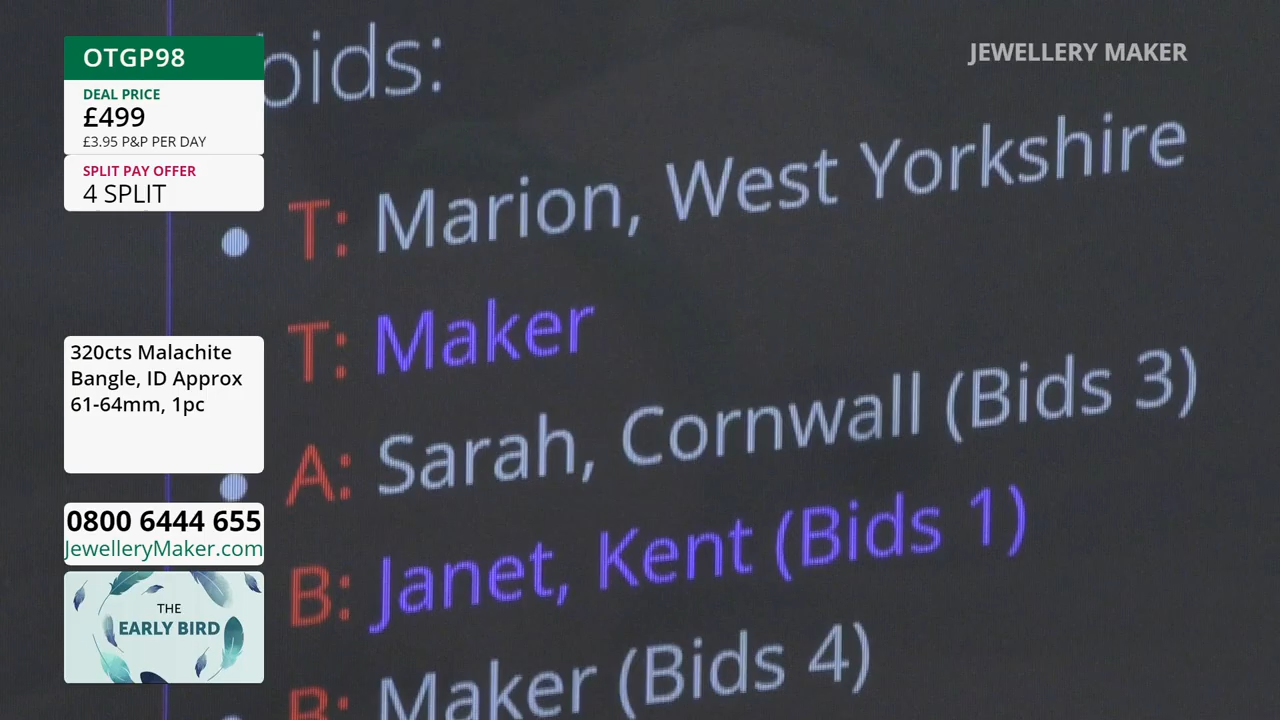 OTGP98
DEAL PRICE
£499
£3.95 P&P PER DAY
SPLIT PAY OFFER
4 SPLIT
320cts Malachite
Bangle, ID Approx
61-64mm, 1pc
0800 6444 655
JewelleryMaker.com
THE
EARLY BIRD
JEWELLERY MAKER
bids:
T: Marion, West Yorkshire
T: Maker
A: Sarah, Cornwall (Bids 3)
B: Janet, Kent (Bids 1)
B: Maker (Bids 4)